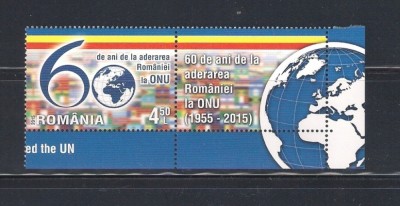 60
de ani de la aderarea
României
la ONU
ROMÂNIA
4,50
L
60 de ani de la
aderarea
României
la ONU
(1955 - 2015)
ed the UN